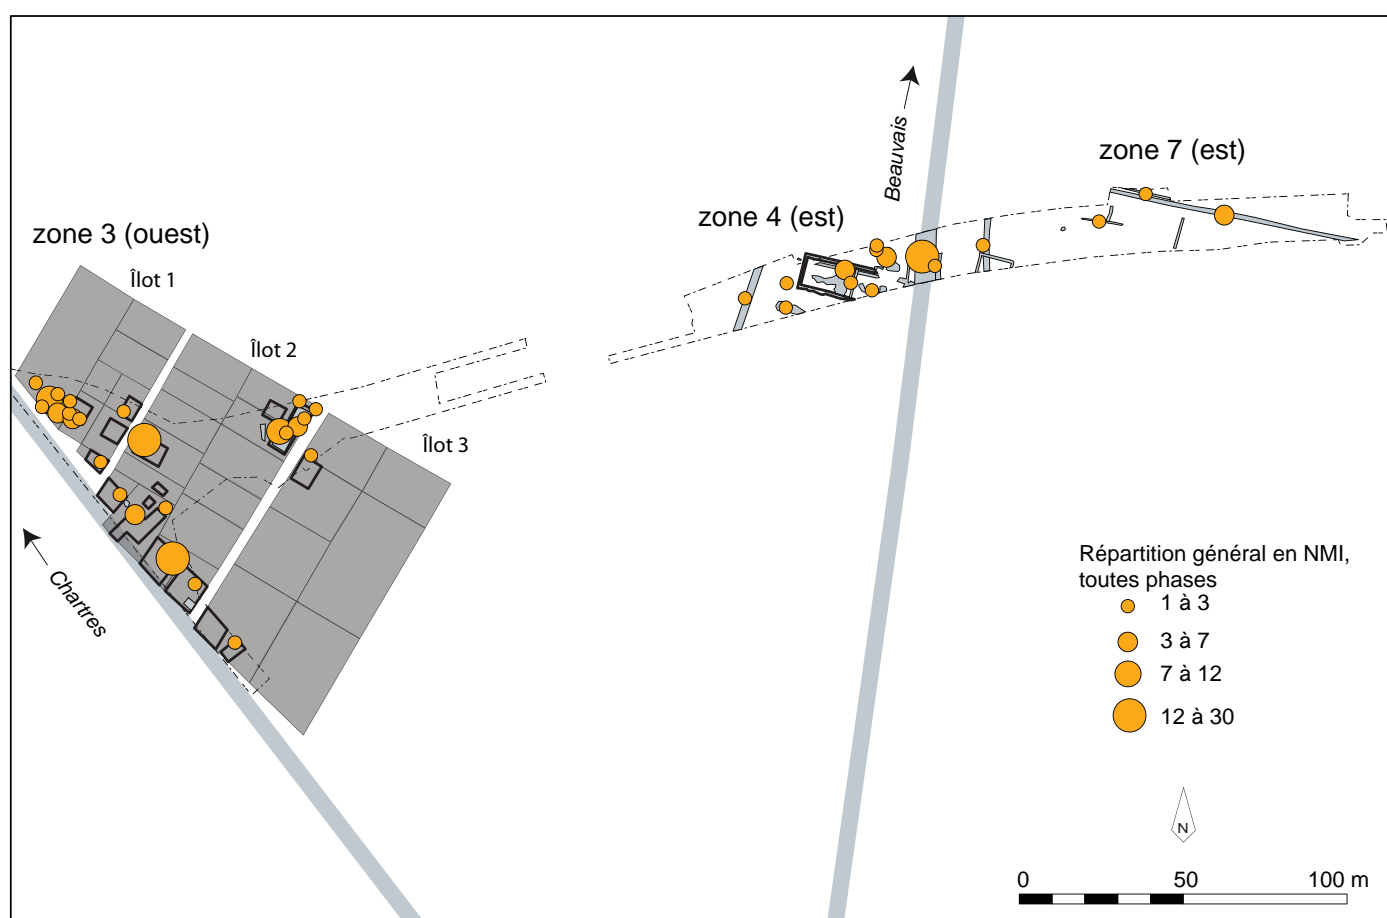 zone 7 (est)
Beauvais
zone 4 (est)
zone 3 (ouest)
Îlot 1
Îlot 2
Îlot 3
Chartres
Répartition général en NMI,
toutes phases
1 à 3
3 à 7
7 à 12
12 à 30
N
0 50 100 m